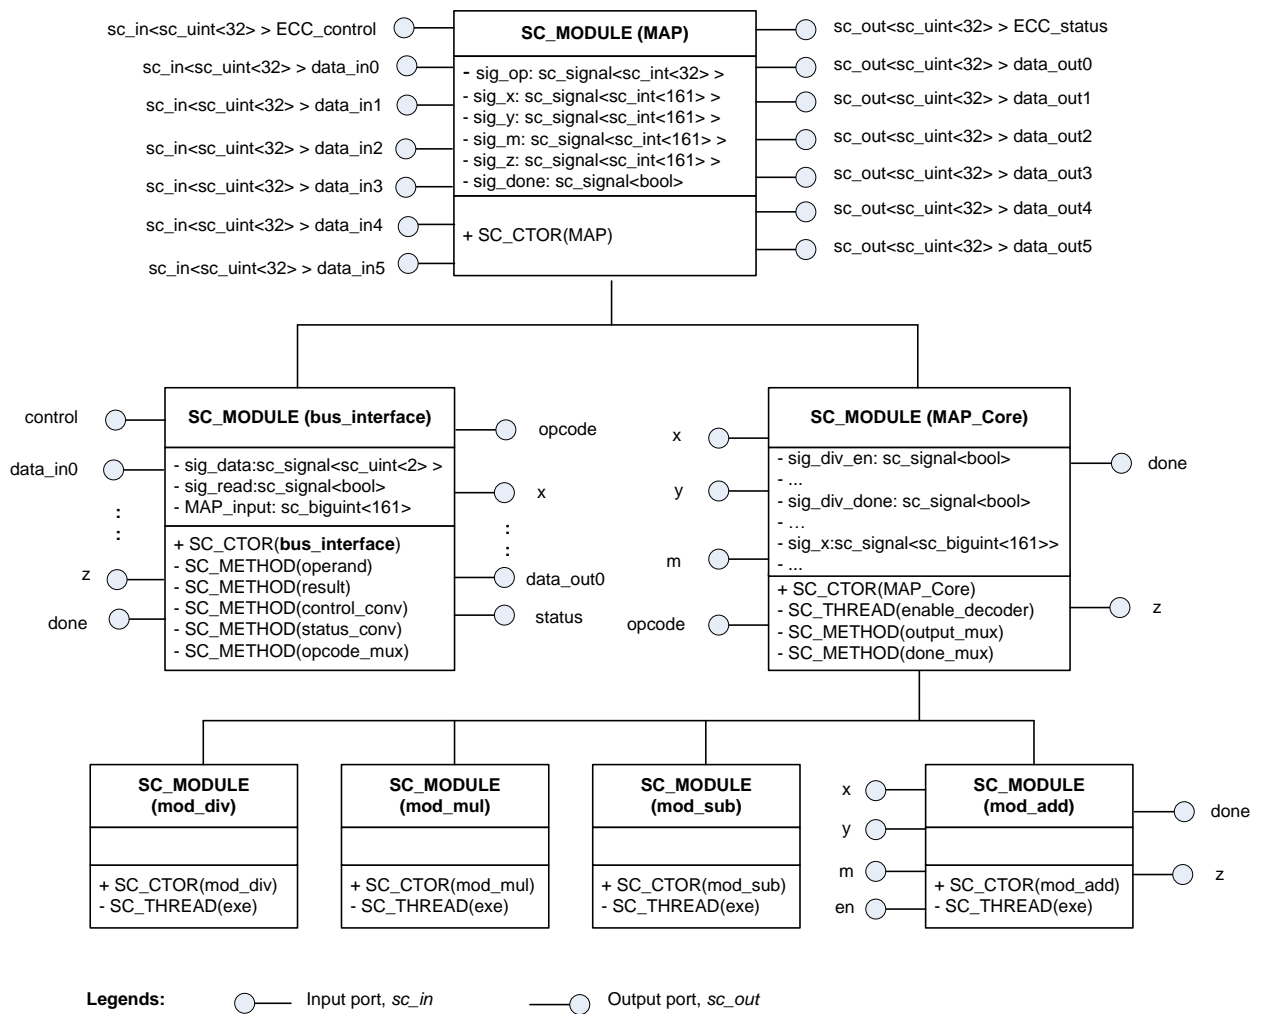 sc_in<sc_uint<32> > ECC_control
sc_in<sc_uint<32> > data_in0
sc_in<sc_uint<32> > data_in1
sc_in<sc_uint<32> > data_in2
sc_in<sc_uint<32> > data_in3
sc_in<sc_uint<32> > data_in4
sc_in<sc_uint<32> > data_in5
SC_MODULE (MAP)
- sig_op: sc_signal<sc_int<32> >
- sig_x: sc_signal<sc_int<161> >
- sig_y: sc_signal<sc_int<161> >
- sig_m: sc_signal<sc_int<161> >
- sig_z: sc_signal<sc_int<161> >
- sig_done: sc_signal<bool>
+ SC_CTOR(MAP)
sc_out<sc_uint<32> > ECC_status
sc_out<sc_uint<32> > data_out0
sc_out<sc_uint<32> > data_out1
sc_out<sc_uint<32> > data_out2
sc_out<sc_uint<32> > data_out3
sc_out<sc_uint<32> > data_out4
sc_out<sc_uint<32> > data_out5
control
data_in0
:
:
z
done
SC_MODULE (bus_interface)
- sig_data:sc_signal<sc_uint<2> >
- sig_read:sc_signal<bool>
- MAP_input: sc_biguint<161>
+ SC_CTOR(bus_interface)
- SC_METHOD(operand)
- SC_METHOD(result)
- SC_METHOD(control_conv)
- SC_METHOD(status_conv)
- SC_METHOD(opcode_mux)
opcode
x
:
:
data_out0
status
x
y
m
opcode
SC_MODULE (MAP_Core)
- sig_div_en: sc_signal<bool>
- ...
- sig_div_done: sc_signal<bool>
- ...
- sig_x:sc_signal<sc_biguint<161>>
- ...
+ SC_CTOR(MAP_Core)
- SC_THREAD(enable_decoder)
- SC_METHOD(output_mux)
- SC_METHOD(done_mux)
done
z
SC_MODULE
(mod_div)
+ SC_CTOR(mod_div)
- SC_THREAD(exe)
SC_MODULE
(mod_mul)
+ SC_CTOR(mod_mul)
- SC_THREAD(exe)
SC_MODULE
(mod_sub)
+ SC_CTOR(mod_sub)
- SC_THREAD(exe)
x
y
m
en
SC_MODULE
(mod_add)
+ SC_CTOR(mod_add)
- SC_THREAD(exe)
done
z
Legends:
Input port, sc_in
Output port, sc_out